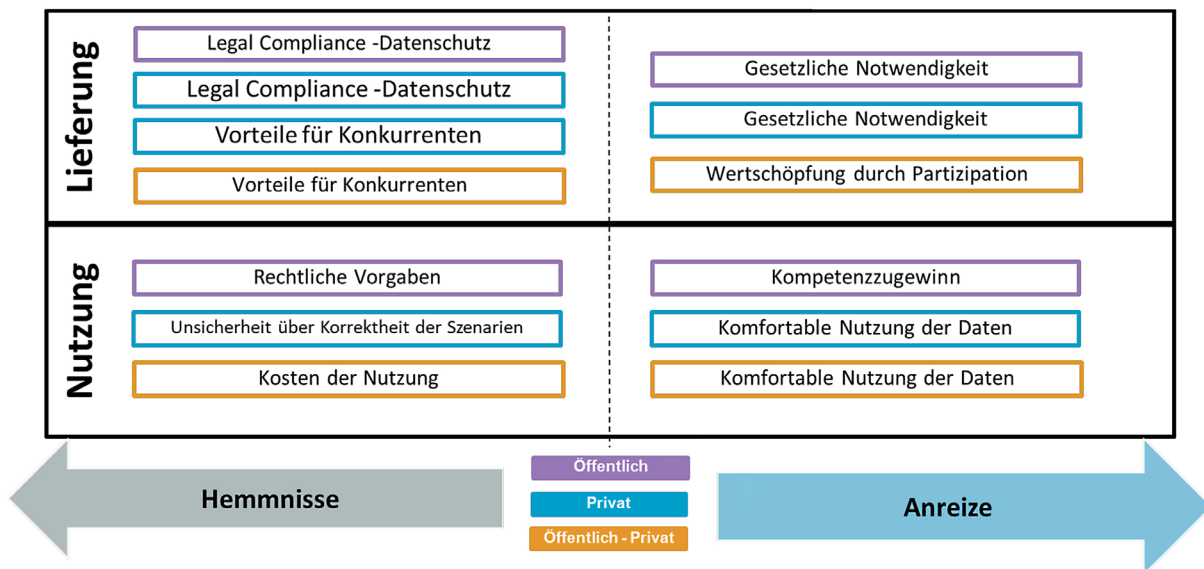 Lieferung
Legal Compliance -Datenschutz
Legal Compliance -Datenschutz
Vorteile für Konkurrenten
Vorteile für Konkurrenten
Gesetzliche Notwendigkeit
Gesetzliche Notwendigkeit
Wertschöpfung durch Partizipation
Nutzung
Rechtliche Vorgaben
Unsicherheit über Korrektheit der Szenarien
Kosten der Nutzung
Kompetenzzugewinn
Komfortable Nutzung der Daten
Komfortable Nutzung der Daten
Hemmnisse
Öffentlich
Privat
Öffentlich - Privat
Anreize